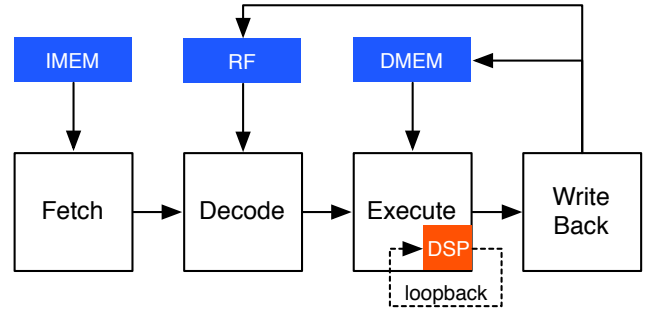 IMEM
RF
DMEM
Fetch
Decode
Execute
Write
Back
DSP
loopback